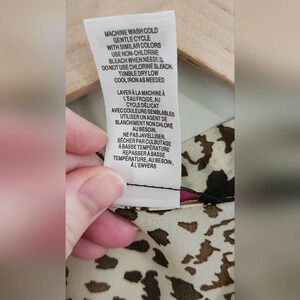 MACHINE WASH COLD
GENTLE CYCLE
WITH SIMILAR COLORS
USE NON-CHLORINE
BLEACH WHEN NEEDED.
DO NOT USE CHLORINE BLEACH.
TUMBLE DRY LOW
COOL IRON AS NEEDED
LAVER À LA MACHINE À
L'EAU FROIDE, AU
CYCLE DÉLICAT
AVEC COULEURS SEMBLABLES
UTILISER UN AGENT DE
BLANCHIMENT NON CHLORÉ
AU BESOIN.
NE PAS JAVELLISER,
SÉCHER PAR CULBUTAGE
À BASSE TEMPÉRATURE
REPASSER À BASSE
TEMPÉRATURE, AU BESOIN,
À L'ENVERS